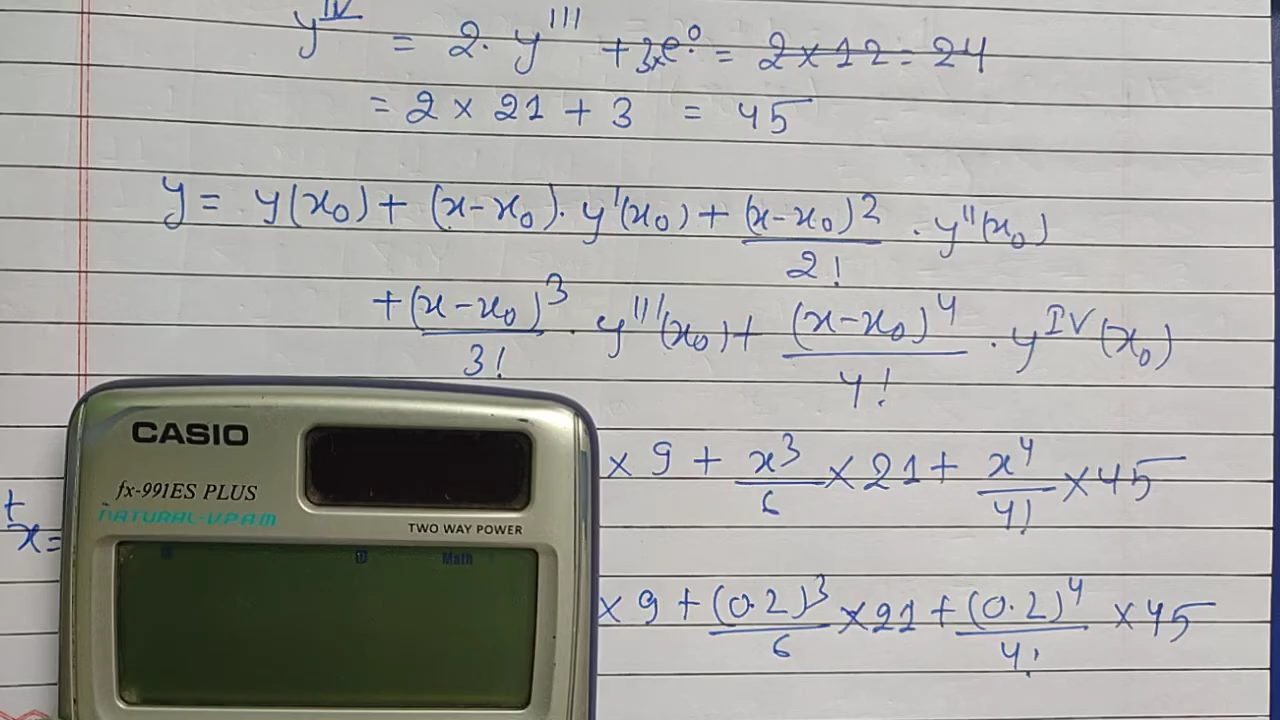 y^IV = 2. y''' + 3xe^0 = 2 x 12 = 24
= 2 x 21 + 3 = 45
y = y(x₀) + (x-x₀). y'(x₀) + (x-x₀)²/2! . y''(x₀)
+ (x-x₀)³/3! . y'''(x₀) + (x-x₀)⁴/4! . y^IV(x₀)
x 9 + x³/6 x 21 + x⁴/4! x 45
x =
x 9 + (0.2)³/6 x 21 + (0.2)⁴/4! x 45
CASIO
fx-991ES PLUS
NATURAL-V.P.A.M.
TWO WAY POWER
D Math